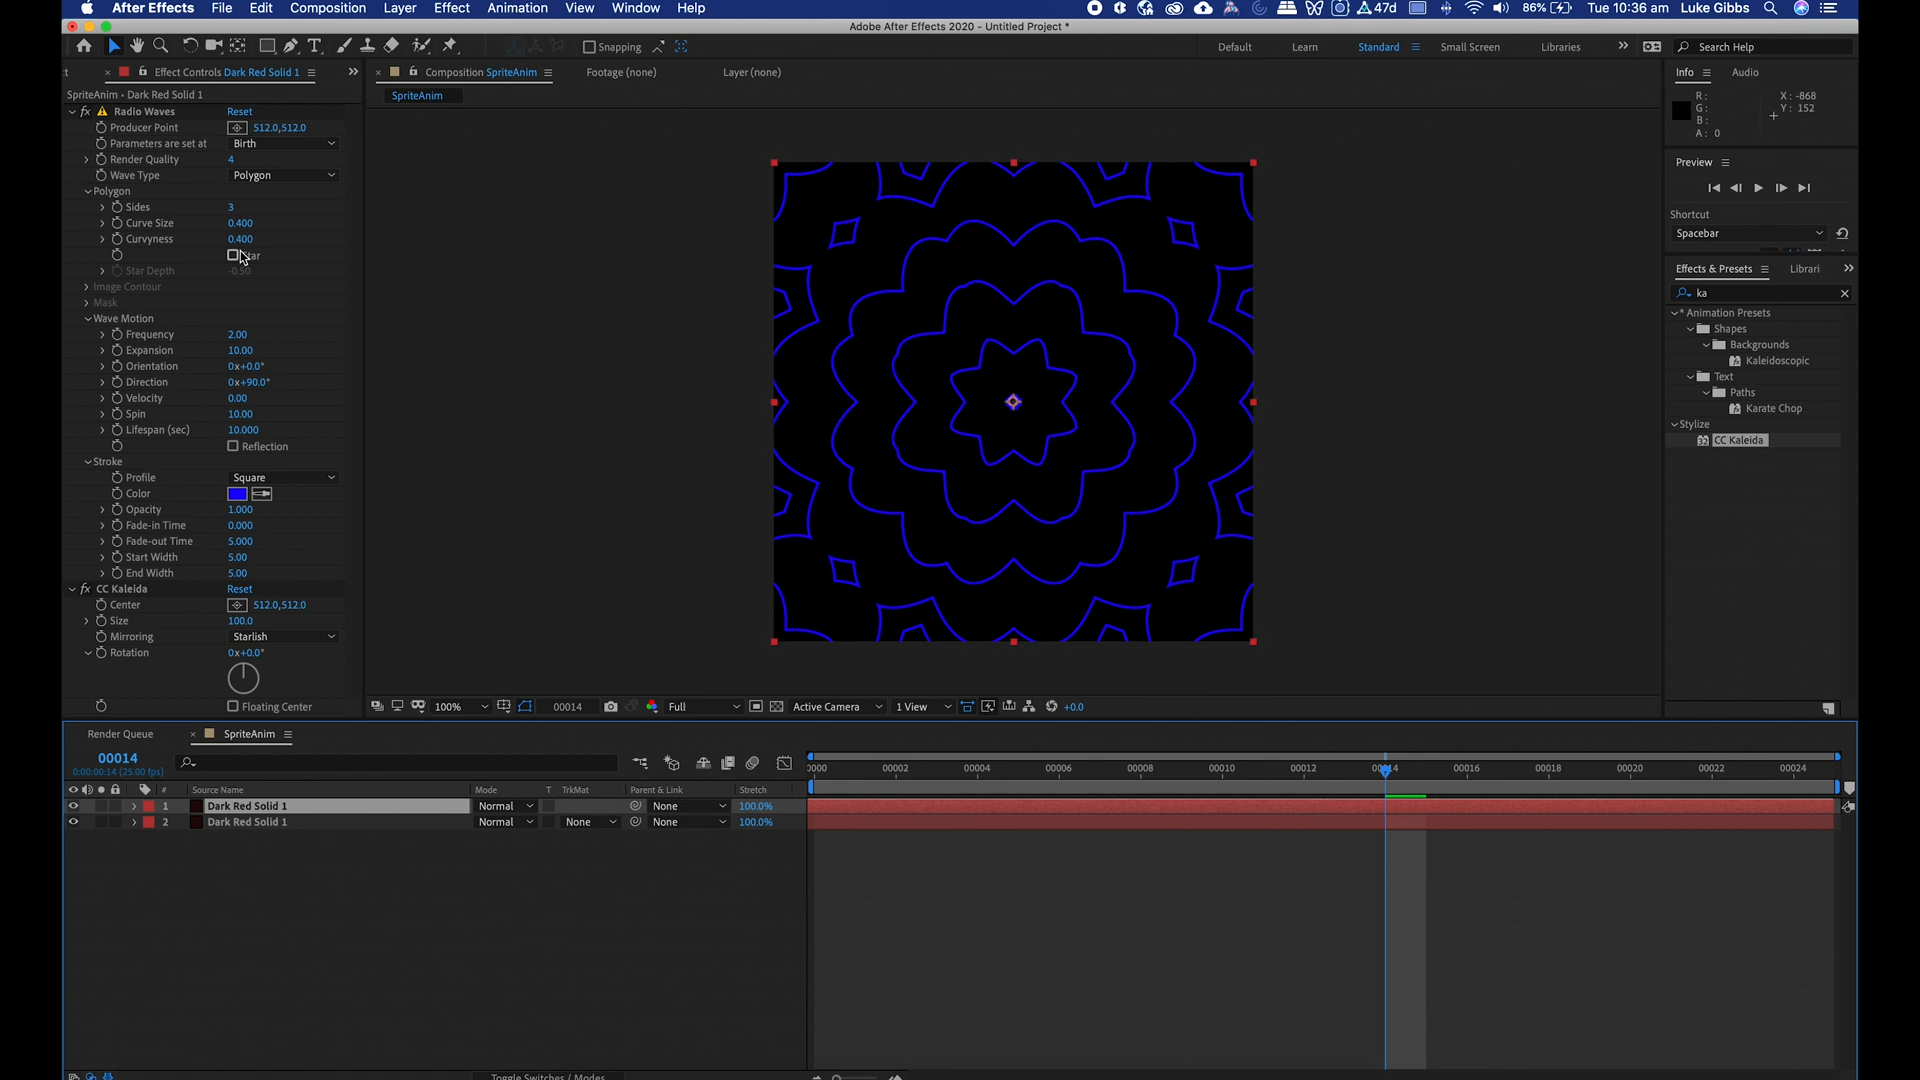 After Effects File Edit Composition Layer Effect Animation View Window Help 47d 86% Tue 10:36 am Luke Gibbs
Adobe After Effects 2020 - Untitled Project *
Snapping Default Learn Standard Small Screen Libraries Search Help
Effect Controls Dark Red Solid 1 Composition SpriteAnim Footage (none) Layer (none) Info Audio
SpriteAnim • Dark Red Solid 1 SpriteAnim
R: X: -868
G: Y: 152
B:
A: 0
fx Radio Waves Reset
Producer Point 512.0,512.0
Parameters are set at Birth
Render Quality 4
Wave Type Polygon
Polygon
Sides 3
Curve Size 0.400
Curvyness 0.400
Star Depth -0.50
Image Contour
Mask
Wave Motion
Frequency 2.00
Expansion 10.00
Orientation 0x+0.0°
Direction 0x+90.0°
Velocity 0.00
Spin 10.00
Lifespan (sec) 10.000
Reflection
Stroke
Profile Square
Color
Opacity 1.000
Fade-in Time 0.000
Fade-out Time 5.000
Start Width 5.00
End Width 5.00
fx CC Kaleida Reset
Center 512.0,512.0
Size 100.0
Mirroring Starlish
Rotation 0x+0.0°
Floating Center
Preview
Shortcut
Spacebar
Effects & Presets Librari
ka
* Animation Presets
Shapes
Backgrounds
Kaleidoscopic
Text
Paths
Karate Chop
Stylize
CC Kaleida
100% 00014 Full Active Camera 1 View +0.0
Render Queue SpriteAnim
00014
0:00:00:14 (25.00 fps)
0000 00002 00004 00006 00008 00010 00012 00014 00016 00018 00020 00022 00024
# Source Name Mode T TrkMat Parent & Link Stretch
1 Dark Red Solid 1 Normal None 100.0%
2 Dark Red Solid 1 Normal None None 100.0%
Toggle Switches / Modes